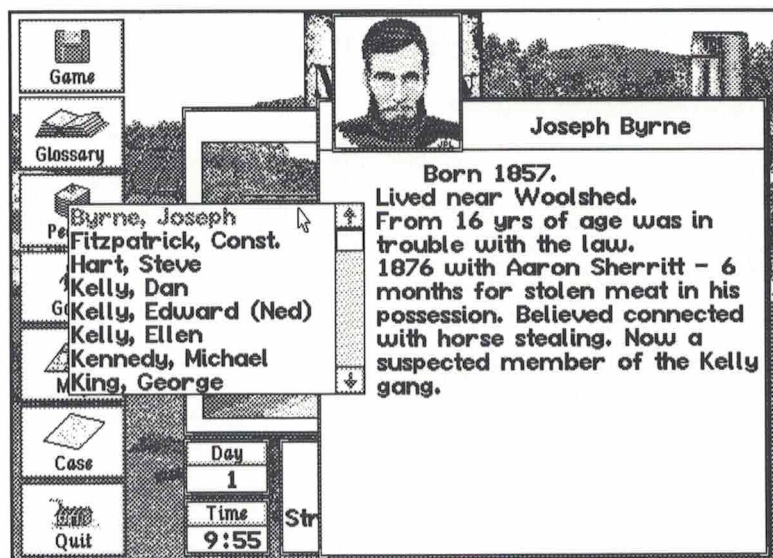 Game
Glossary
Pe
Byrne, Joseph
Fitzpatrick, Const.
Hart, Steve
Kelly, Dan
Kelly, Edward (Ned)
Kelly, Ellen
Kennedy, Michael
King, George
Case
Quit
Day
1
Time
9:55
Str
JPL
Joseph Byrne
Born 1857.
Lived near Woolshed.
From 16 yrs of age was in
trouble with the law.
1876 with Aaron Sherritt - 6
months for stolen meat in his
possession. Believed connected
with horse stealing. Now a
suspected member of the Kelly
gang.